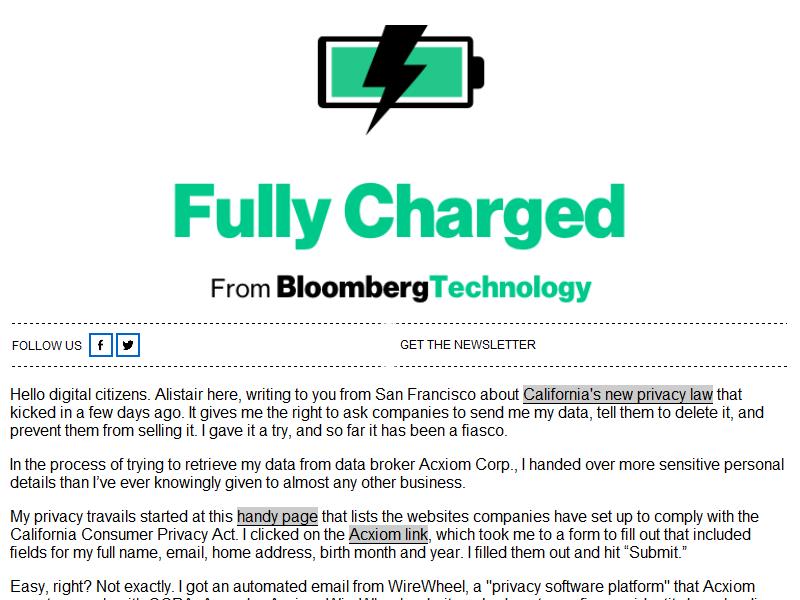 Fully Charged
From BloombergTechnology
FOLLOW US
GET THE NEWSLETTER
Hello digital citizens. Alistair here, writing to you from San Francisco about California's new privacy law that
kicked in a few days ago. It gives me the right to ask companies to send me my data, tell them to delete it, and
prevent them from selling it. I gave it a try, and so far it has been a fiasco.
In the process of trying to retrieve my data from data broker Acxiom Corp., I handed over more sensitive personal
details than I’ve ever knowingly given to almost any other business.
My privacy travails started at this handy page that lists the websites companies have set up to comply with the
California Consumer Privacy Act. I clicked on the Acxiom link, which took me to a form to fill out that included
fields for my full name, email, home address, birth month and year. I filled them out and hit “Submit.”
Easy, right? Not exactly. I got an automated email from WireWheel, a "privacy software platform" that Acxiom